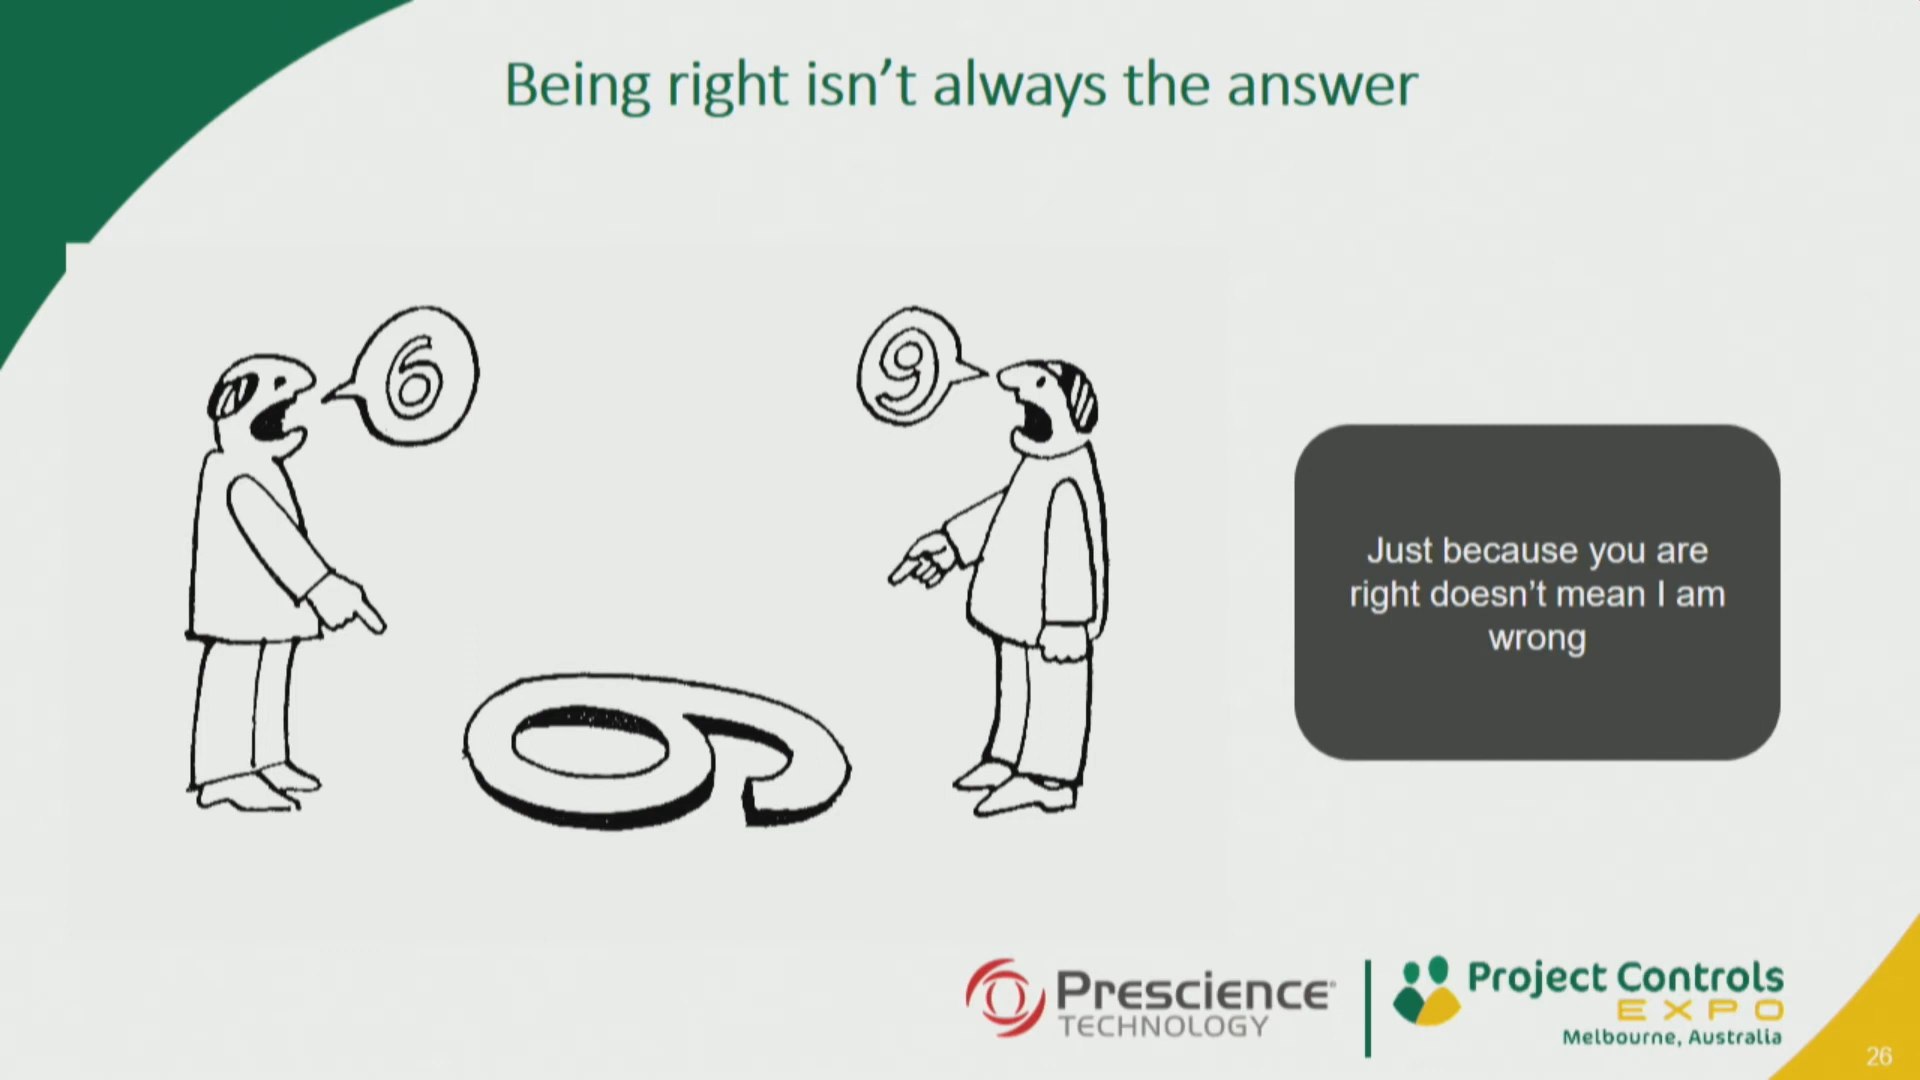 Being right isn't always the answer
6
9
Just because you are
right doesn't mean I am
wrong
Prescience
TECHNOLOGY
Project Controls
EXPO
Melbourne, Australia
26